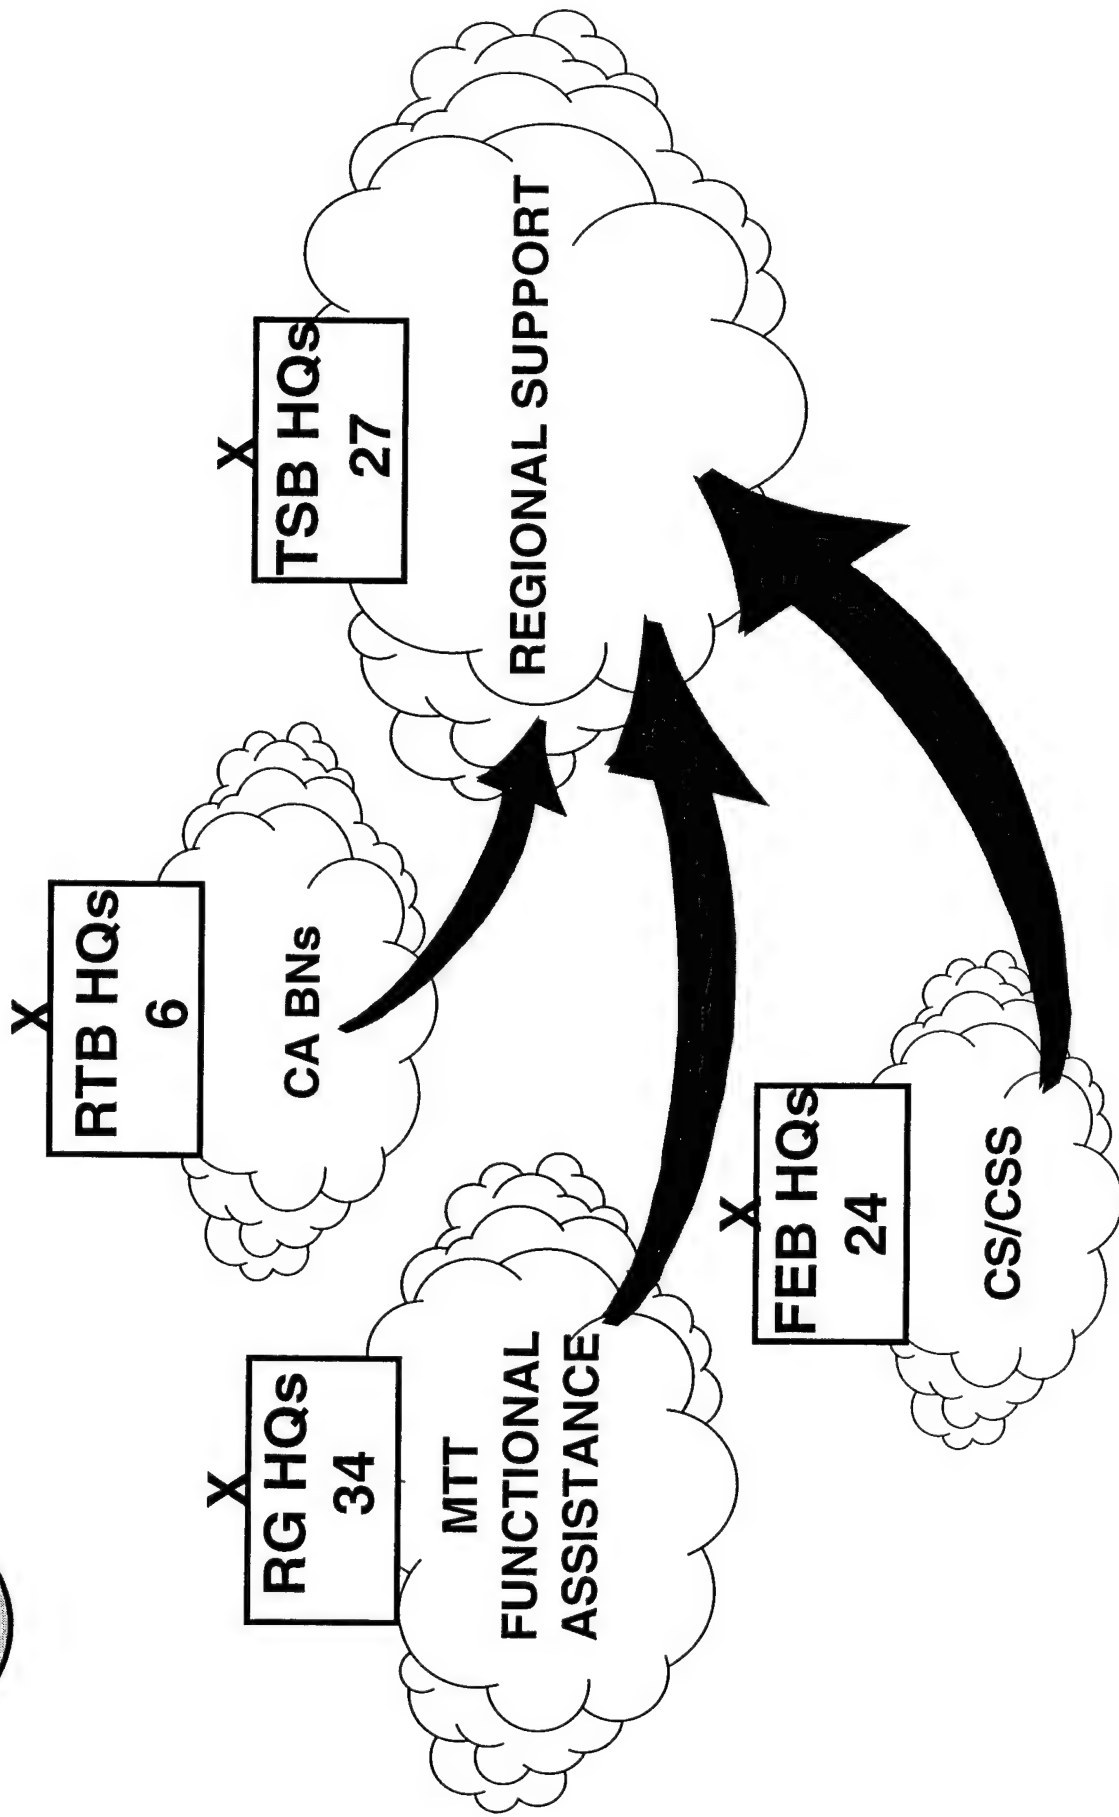 X
RG HQs
34
MTT
FUNCTIONAL
ASSISTANCE
X
RTB HQs
6
CA BNs
X
FEB HQs
24
CS/CSS
X
TSB HQs
27
REGIONAL SUPPORT